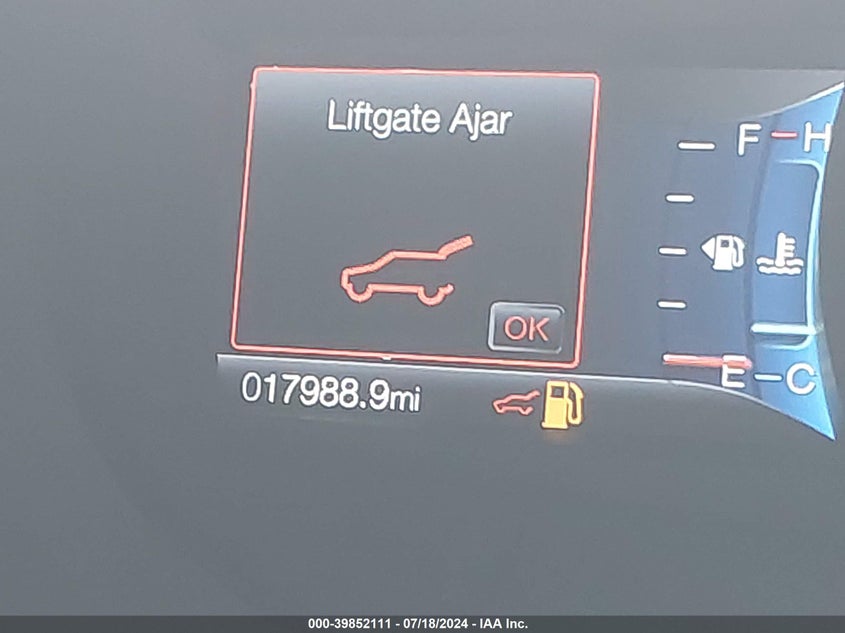 Liftgate Ajar
OK
F
H
E
C
017988.9mi
000-39852111 - 07/18/2024 - IAA Inc.